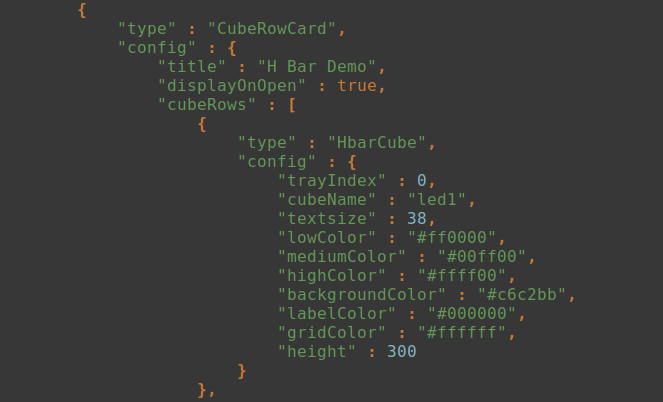 {
"type" : "CubeRowCard",
"config" : {
"title" : "H Bar Demo",
"displayOnOpen" : true,
"cubeRows" : [
{
"type" : "HbarCube",
"config" : {
"trayIndex" : 0,
"cubeName" : "led1",
"textsize" : 38,
"lowColor" : "#ff0000",
"mediumColor" : "#00ff00",
"highColor" : "#ffff00",
"backgroundColor" : "#c6c2bb",
"labelColor" : "#000000",
"gridColor" : "#ffffff",
"height" : 300
}
},